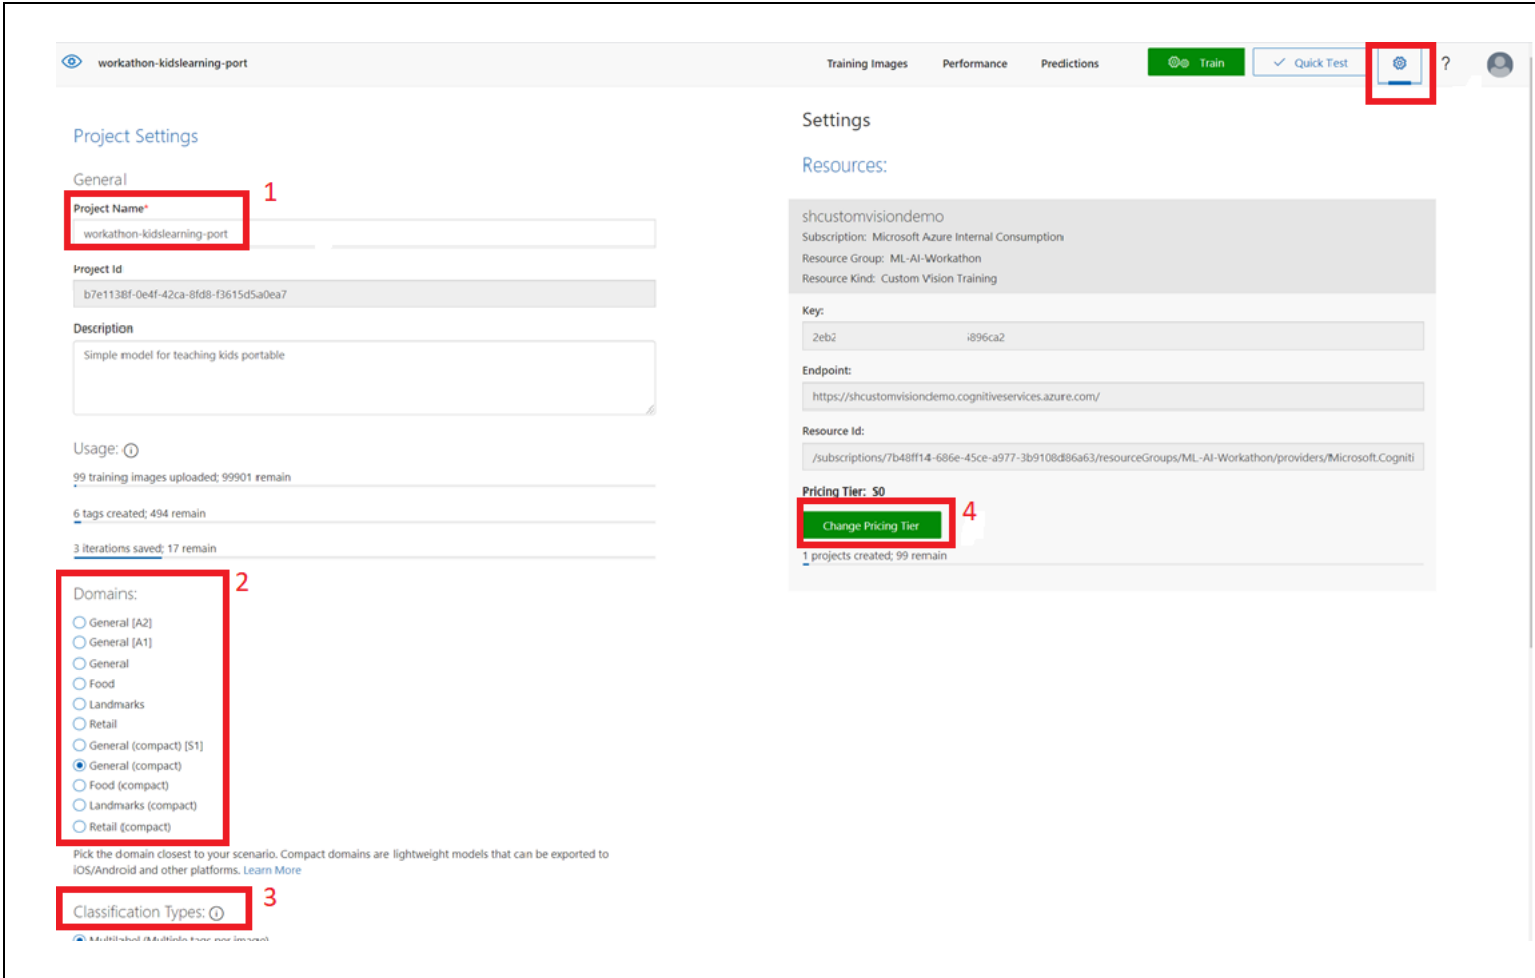 workathon-kidslearning-port
Training Images Performance Predictions Train Quick Test ?
Project Settings
General
1
Project Name*
workathon-kidslearning-port
Project Id
b7e1138f-0e4f-42ca-8fd8-f3615d5a0ea7
Description
Simple model for teaching kids portable
Usage:
99 training images uploaded; 99901 remain
6 tags created; 494 remain
3 iterations saved; 17 remain
2
Domains:
General [A2]
General [A1]
General
Food
Landmarks
Retail
General (compact) [S1]
General (compact)
Food (compact)
Landmarks (compact)
Retail (compact)
Pick the domain closest to your scenario. Compact domains are lightweight models that can be exported to
iOS/Android and other platforms. Learn More
3
Classification Types:
Multilabel (Multiple tags per image)
Settings
Resources:
shcustomvisiondemo
Subscription: Microsoft Azure Internal Consumption
Resource Group: ML-AI-Workathon
Resource Kind: Custom Vision Training
Key:
2eb2 896ca2
Endpoint:
https://shcustomvisiondemo.cognitiveservices.azure.com/
Resource Id:
/subscriptions/7b48ff14-686e-45ce-a977-3b9108d86a63/resourceGroups/ML-AI-Workathon/providers/Microsoft.Cogniti
Pricing Tier: S0
4
Change Pricing Tier
1 projects created; 99 remain